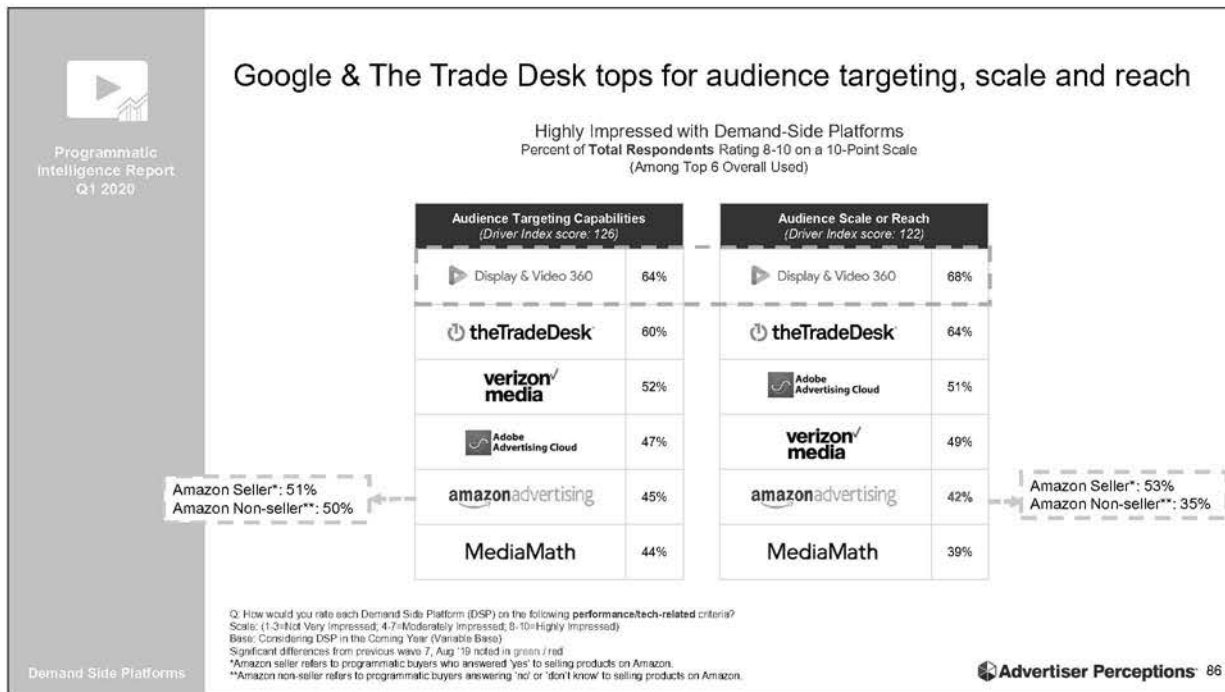 Google & The Trade Desk tops for audience targeting, scale and reach
Programmatic
Intelligence Report
Q1 2020
Highly Impressed with Demand-Side Platforms
Percent of Total Respondents Rating 8-10 on a 10-Point Scale
(Among Top 6 Overall Used)
Audience Targeting Capabilities
(Driver Index score: 126)
Display & Video 360 64%
theTradeDesk 60%
verizon
media
52%
Adobe
Advertising Cloud
47%
amazonadvertising 45%
MediaMath 44%
Amazon Seller*: 51%
Amazon Non-seller**: 50%
Audience Scale or Reach
(Driver Index score: 122)
Display & Video 360 68%
theTradeDesk 64%
Adobe
Advertising Cloud
51%
verizon
media
49%
amazonadvertising 42%
MediaMath 39%
Amazon Seller*: 53%
Amazon Non-seller**: 35%
Q: How would you rate each Demand Side Platform (DSP) on the following performance/tech-related criteria?
Scale: (1-3=Not Very Impressed; 4-7=Moderately Impressed; 8-10=Highly Impressed)
Base: Considering DSP in the Coming Year (Variable Base)
Significant differences from previous wave 7, Aug '19 noted in green / red
*Amazon seller refers to programmatic buyers who answered 'yes' to selling products on Amazon.
**Amazon non-seller refers to programmatic buyers answering 'no' or 'don't know' to selling products on Amazon.
Demand Side Platforms
Advertiser Perceptions 86